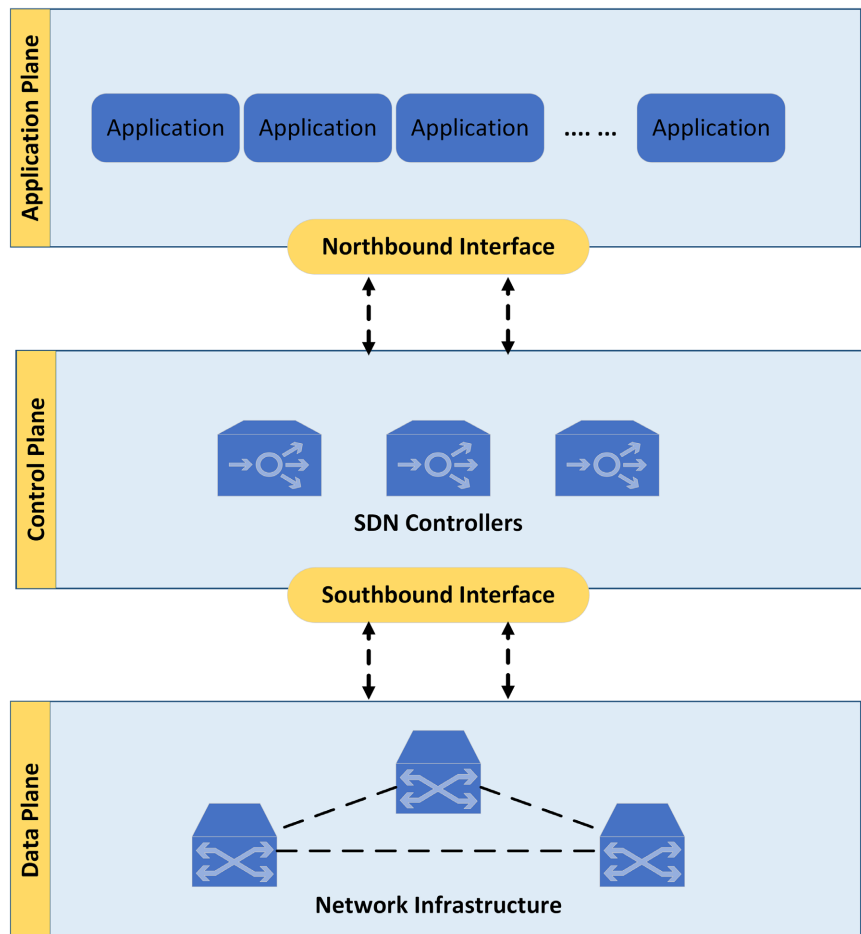 Application Plane
Application Application Application .... ... Application
Northbound Interface
Control Plane
SDN Controllers
Southbound Interface
Data Plane
Network Infrastructure